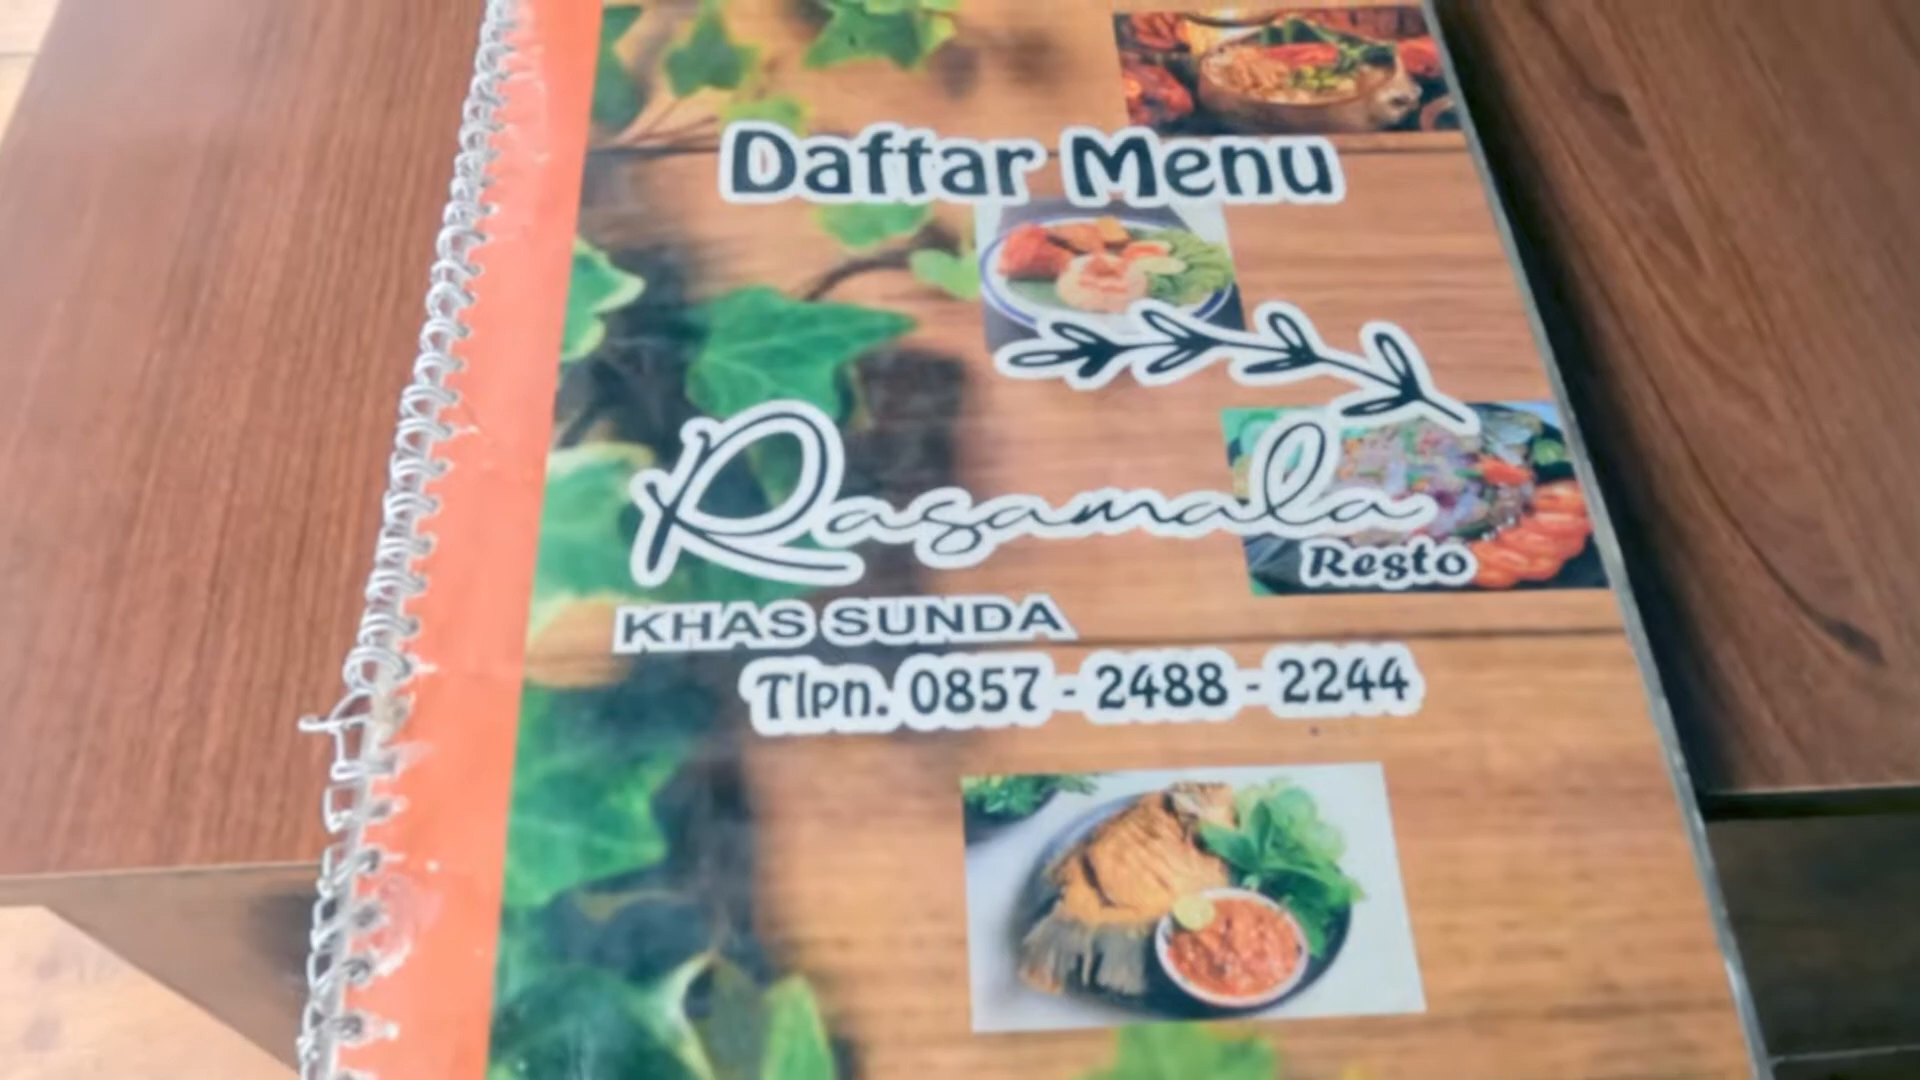 Daftar Menu
Rasamala
Resto
KHAS SUNDA
Tlpn. 0857 - 2488 - 2244